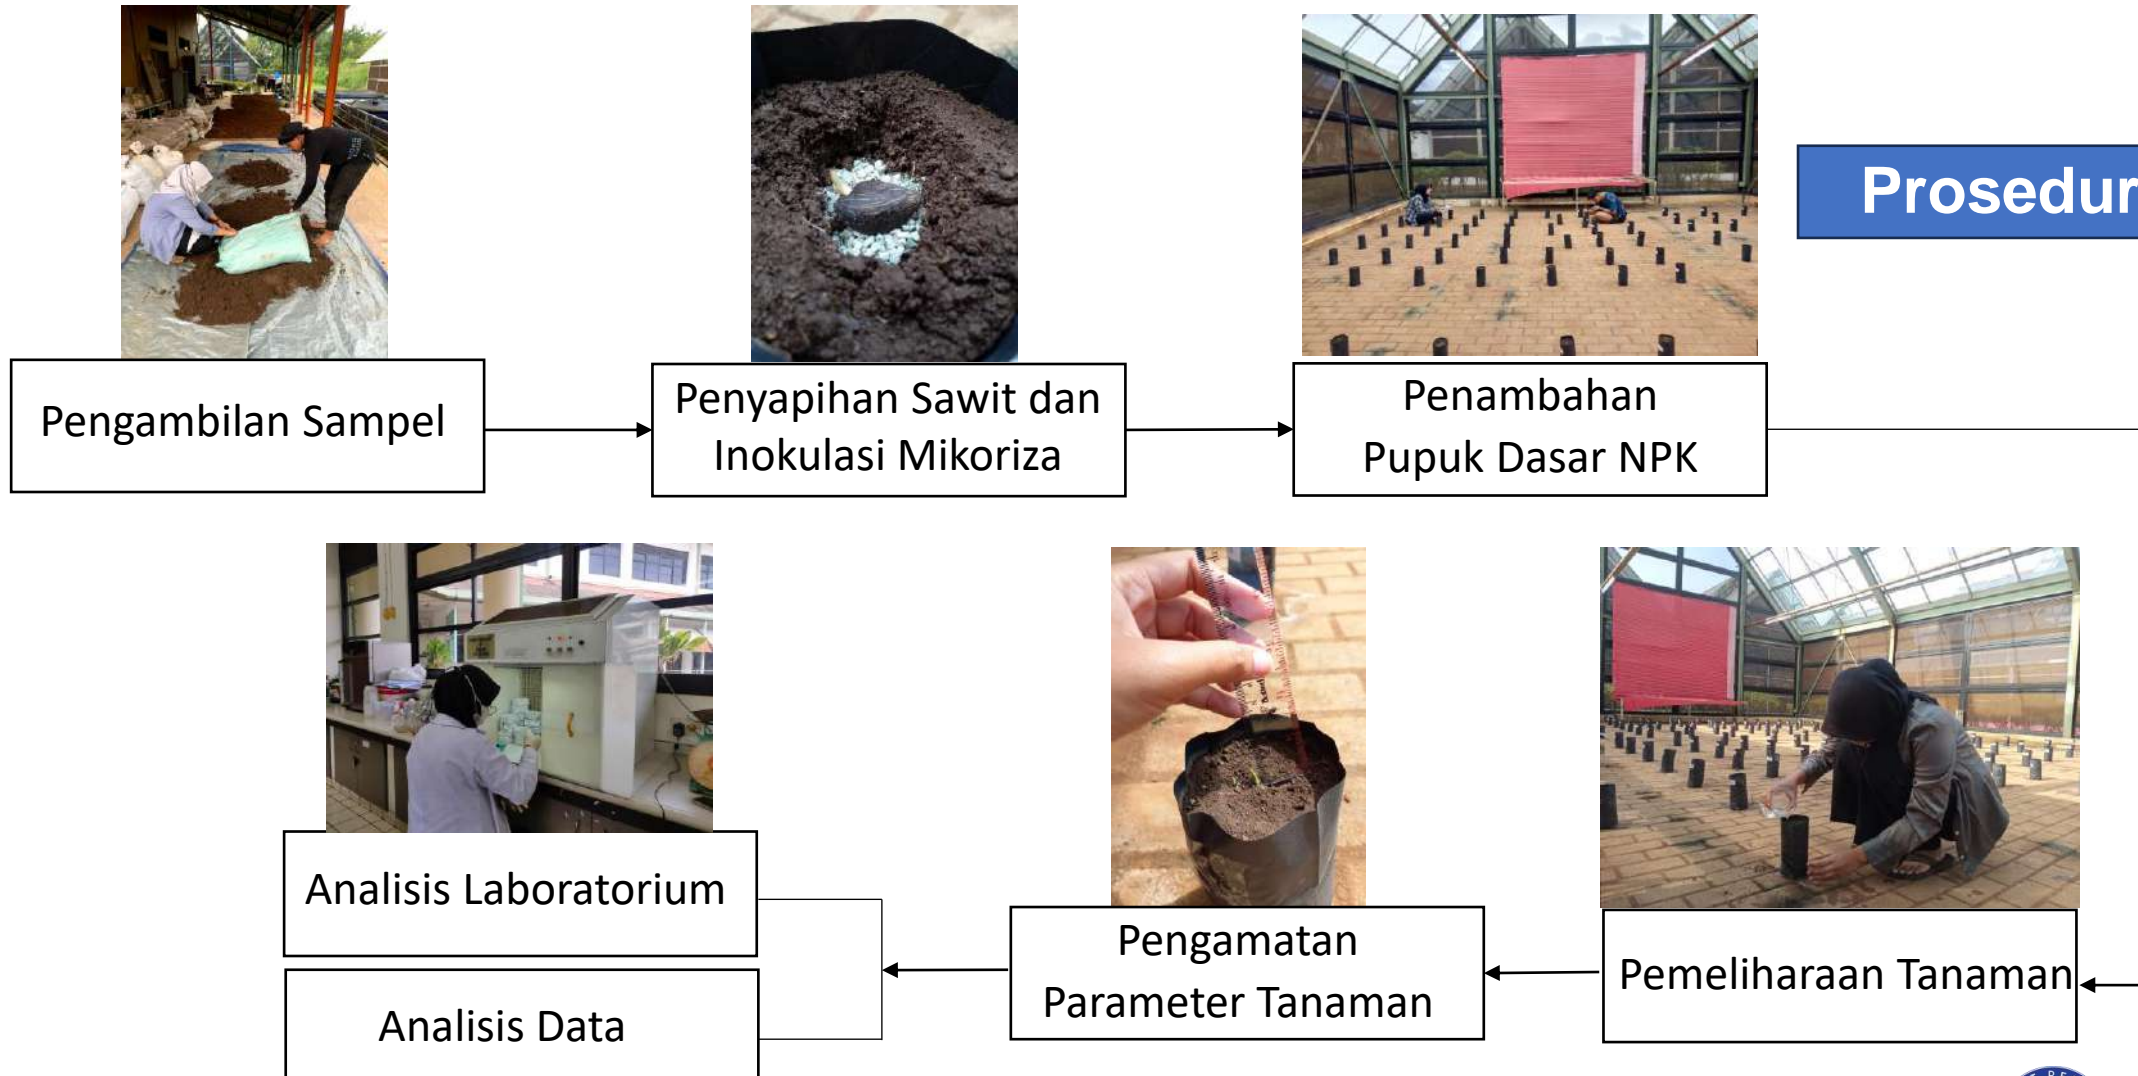 Prosedur
Pengambilan Sampel
Penyapihan Sawit dan
Inokulasi Mikoriza
Penambahan
Pupuk Dasar NPK
Pemeliharaan Tanaman
Pengamatan
Parameter Tanaman
Analisis Laboratorium
Analisis Data